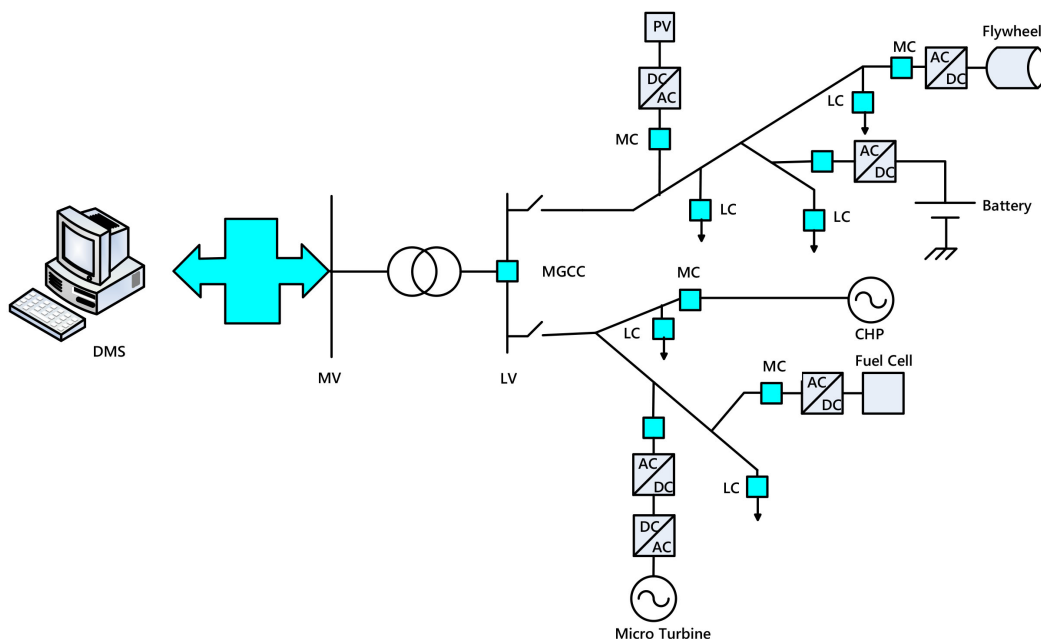 PV
DC
AC
MC
MC
AC
DC
Flywheel
LC
AC
DC
LC
LC
Battery
DMS
MV
MGCC
LV
MC
LC
CHP
MC
AC
DC
Fuel Cell
AC
DC
LC
DC
AC
Micro Turbine